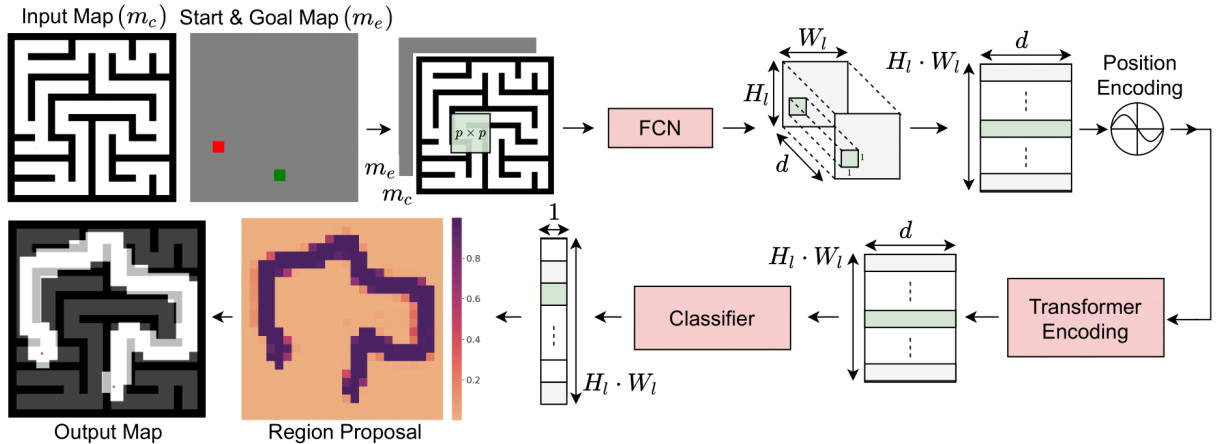 Input Map (m_c)
Start & Goal Map (m_e)
p × p
m_e
m_c
FCN
W_l
H_l
d
1
1
d
H_l · W_l
Position
Encoding
Transformer
Encoding
d
H_l · W_l
Classifier
1
H_l · W_l
0.8
0.6
0.4
0.2
Region Proposal
Output Map